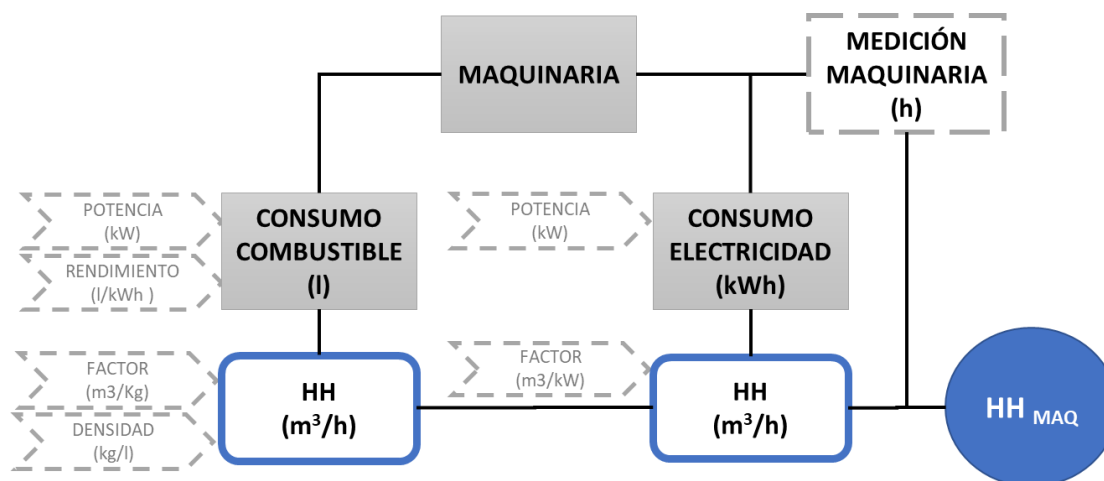 MAQUINARIA
MEDICIÓN
MAQUINARIA
(h)
POTENCIA
(kW)
RENDIMIENTO
(l/kWh )
CONSUMO
COMBUSTIBLE
(l)
POTENCIA
(kW)
CONSUMO
ELECTRICIDAD
(kWh)
FACTOR
(m3/Kg)
DENSIDAD
(kg/l)
HH
(m³/h)
FACTOR
(m3/kW)
HH
(m³/h)
HH MAQ